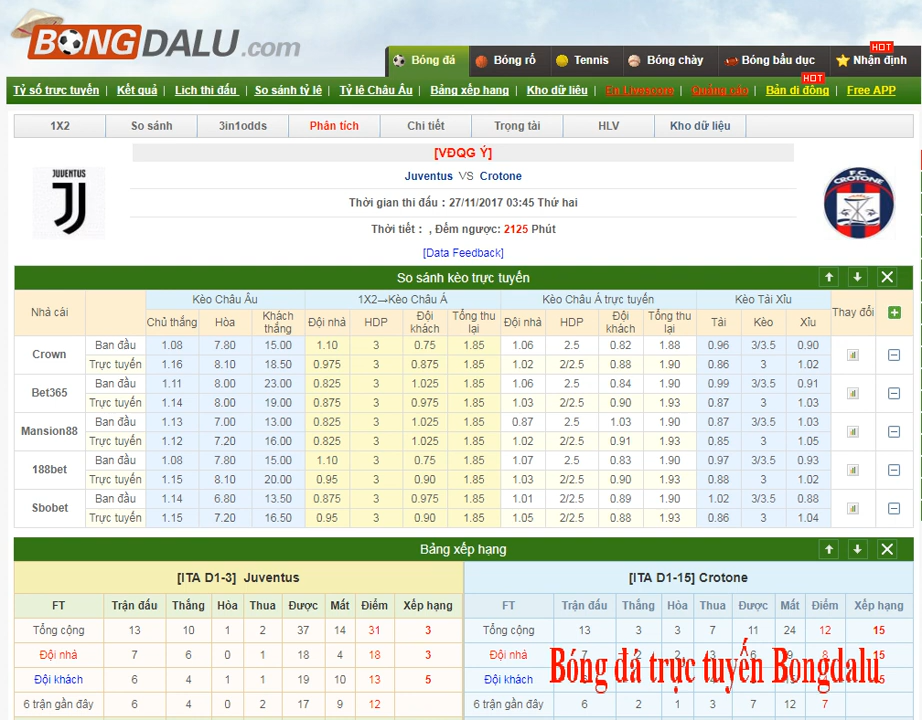 BONGDALU.com
HOT
Bóng đá Bóng rổ Tennis Bóng chày Bóng bầu dục Nhận định
HOT
Tỷ số trực tuyến | Kết quả | Lịch thi đấu | So sánh tỷ lệ | Tỷ lệ Châu Âu | Bảng xếp hạng | Kho dữ liệu | En Livescore | Quảng cáo | Bản di động | Free APP
1X2 So sánh 3in1odds Phân tích Chi tiết Trọng tài HLV Kho dữ liệu
[VĐQG Ý]
JUVENTUS
Juventus VS Crotone
F.C. CROTONE
Thời gian thi đấu : 27/11/2017 03:45 Thứ hai
Thời tiết : , Đếm ngược: 2125 Phút
[Data Feedback]
So sánh kèo trực tuyến
Nhà cái Kèo Châu Âu 1X2→Kèo Châu Á Kèo Châu Á trực tuyến Kèo Tài Xỉu Thay đổi
Chủ thắng Hòa Khách thắng Đội nhà HDP Đội khách Tổng thu lại Đội nhà HDP Đội khách Tổng thu lại Tài Kèo Xỉu
Crown Ban đầu 1.08 7.80 15.00 1.10 3 0.75 1.85 1.06 2.5 0.82 1.88 0.96 3/3.5 0.90
Trực tuyến 1.16 8.10 18.50 0.975 3 0.875 1.85 1.02 2/2.5 0.88 1.90 0.86 3 1.02
Bet365 Ban đầu 1.11 8.00 23.00 0.825 3 1.025 1.85 1.06 2.5 0.84 1.90 0.99 3/3.5 0.91
Trực tuyến 1.14 8.00 19.00 0.875 3 0.975 1.85 1.03 2/2.5 0.90 1.93 0.87 3 1.03
Mansion88 Ban đầu 1.13 7.00 13.00 0.825 3 1.025 1.85 0.87 2.5 1.03 1.90 0.87 3/3.5 1.03
Trực tuyến 1.12 7.20 16.00 0.825 3 1.025 1.85 1.02 2/2.5 0.91 1.93 0.85 3 1.05
188bet Ban đầu 1.08 7.80 15.00 1.10 3 0.75 1.85 1.07 2.5 0.83 1.90 0.97 3/3.5 0.93
Trực tuyến 1.15 8.10 20.00 0.95 3 0.90 1.85 1.03 2/2.5 0.90 1.93 0.88 3 1.02
Sbobet Ban đầu 1.14 6.80 13.50 0.875 3 0.975 1.85 1.01 2/2.5 0.89 1.90 1.02 3/3.5 0.88
Trực tuyến 1.15 7.20 16.50 0.95 3 0.90 1.85 1.05 2/2.5 0.88 1.93 0.86 3 1.04
Bảng xếp hạng
[ITA D1-3] Juventus [ITA D1-15] Crotone
FT Trận đấu Thắng Hòa Thua Được Mất Điểm Xếp hạng FT Trận đấu Thắng Hòa Thua Được Mất Điểm Xếp hạng
Tổng cộng 13 10 1 2 37 14 31 3 Tổng cộng 13 3 3 7 11 24 12 15
Đội nhà 7 6 0 1 18 4 18 3 Đội nhà 7 2 2 3 6 9 8 15
Bóng đá trực tuyến Bongdalu
Đội khách 6 4 1 1 19 10 13 5 Đội khách 6
6 trận gần đây 6 4 0 2 17 9 12 6 trận gần đây 6 2 1 3 7 12 7